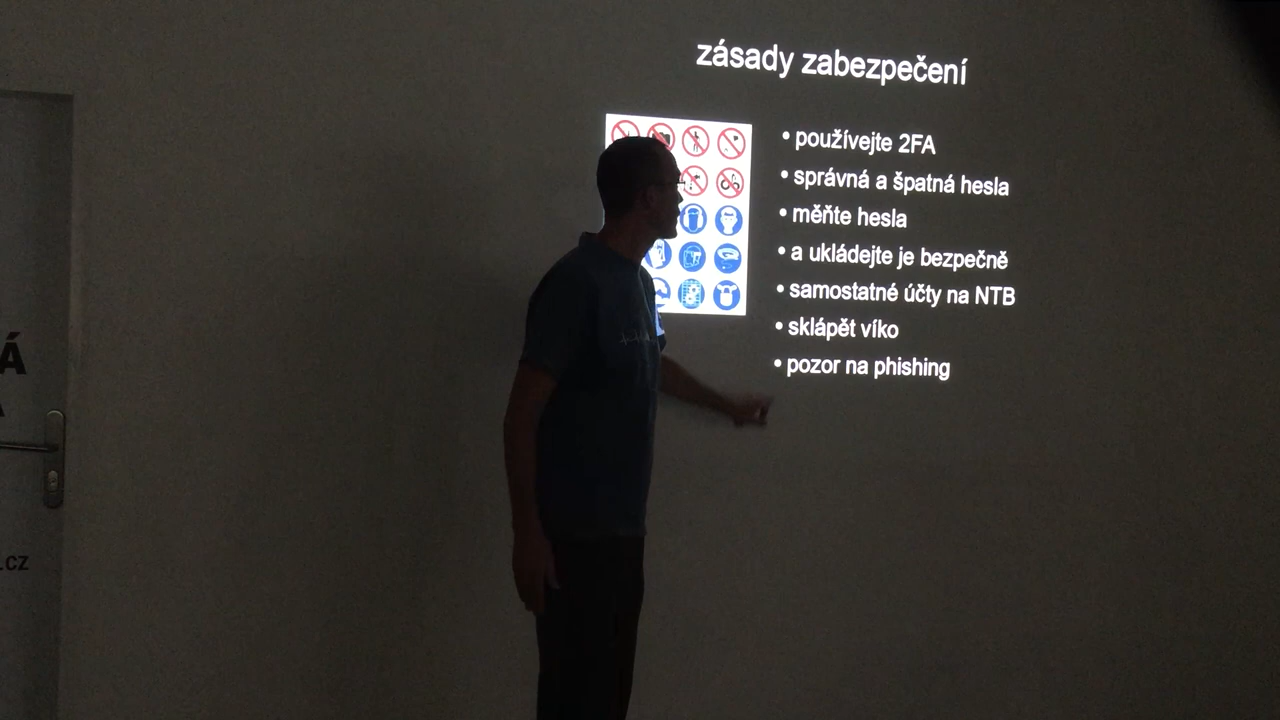 zásady zabezpečení
• používejte 2FA
• správná a špatná hesla
• měňte hesla
• a ukládejte je bezpečně
• samostatné účty na NTB
• sklápět víko
• pozor na phishing
Á
.cz